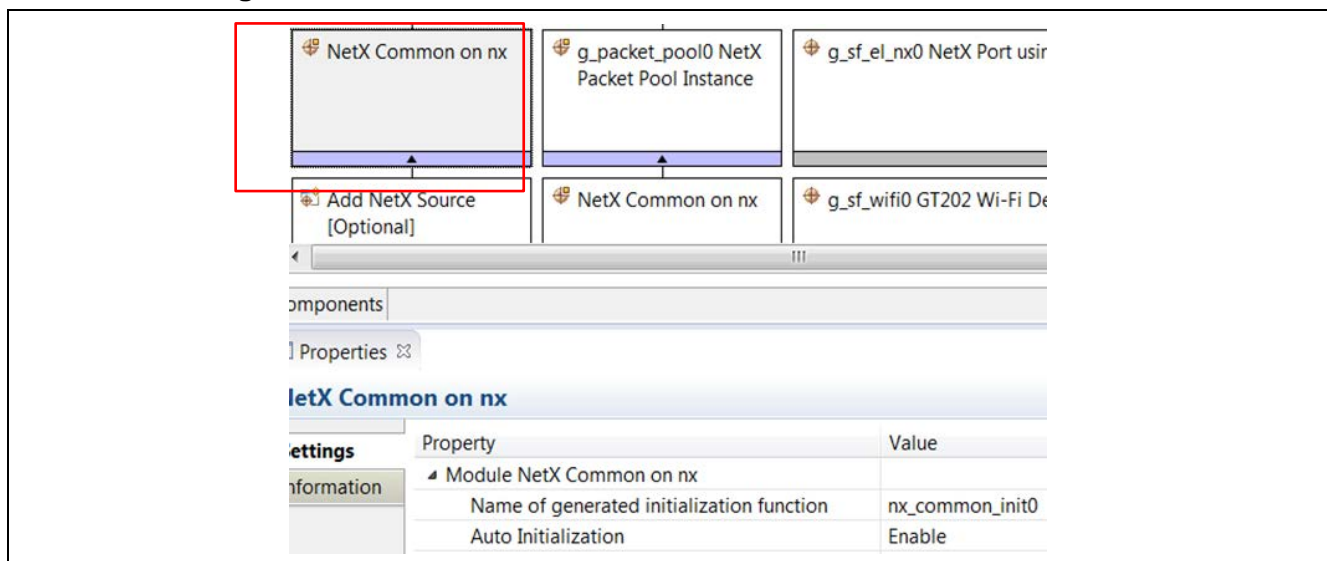 NetX Common on nx
g_packet_pool0 NetX
Packet Pool Instance
g_sf_el_nx0 NetX Port usin
Add NetX Source
[Optional]
NetX Common on nx
g_sf_wifi0 GT202 Wi-Fi De
omponents
Properties
letX Common on nx
ettings
nformation
Property
Value
Module NetX Common on nx
Name of generated initialization function
nx_common_init0
Auto Initialization
Enable